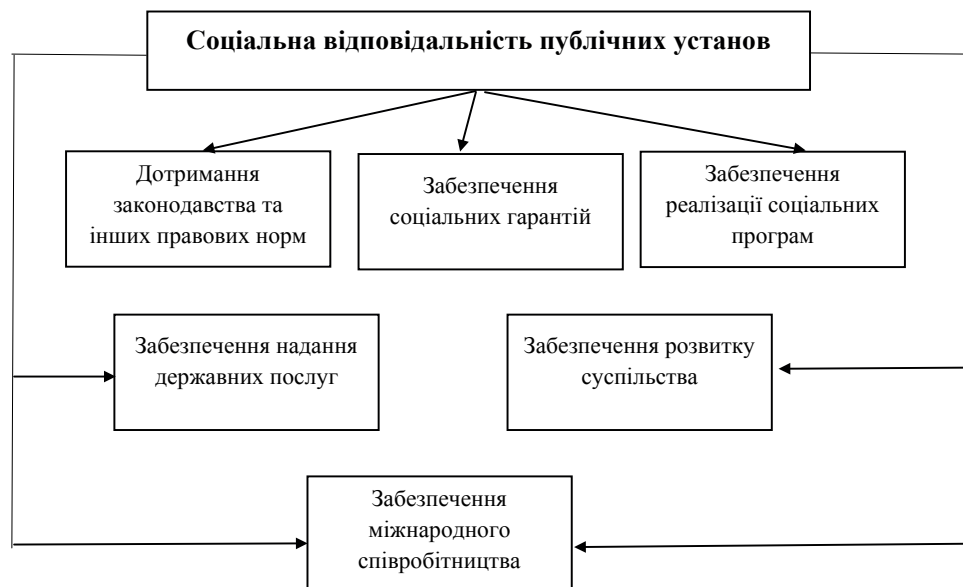 Соціальна відповідальність публічних установ
Дотримання
законодавства та
інших правових норм
Забезпечення
соціальних гарантій
Забезпечення
реалізації соціальних
програм
Забезпечення надання
державних послуг
Забезпечення розвитку
суспільства
Забезпечення
міжнародного
співробітництва